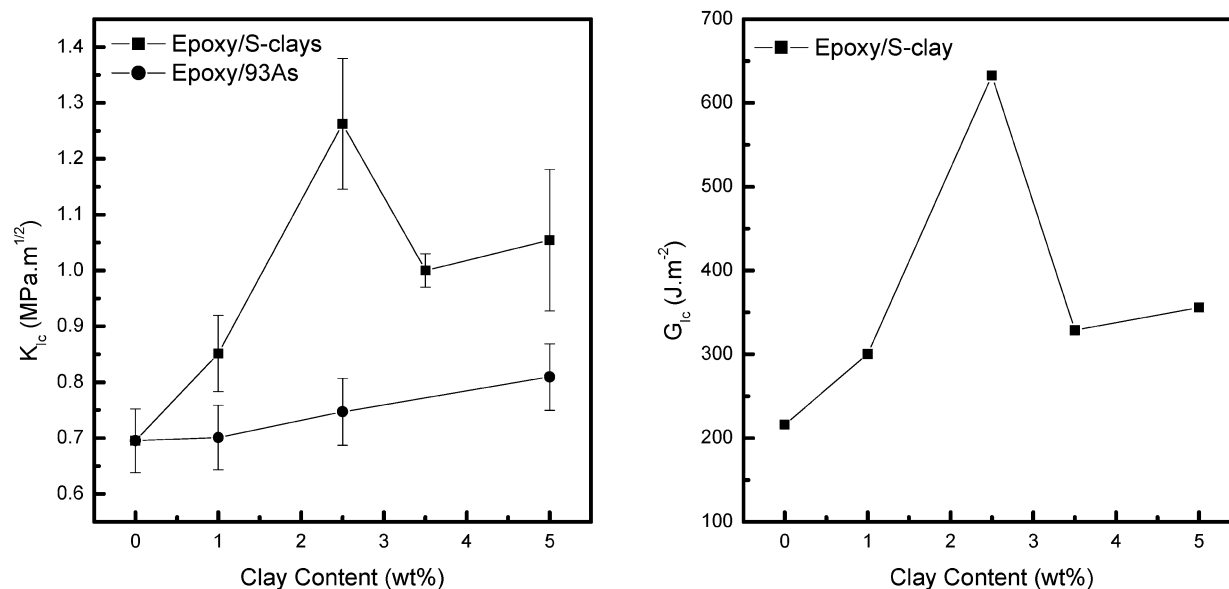 Epoxy/S-clays
Epoxy/93As
1.4
1.3
1.2
1.1
1.0
0.9
0.8
0.7
0.6
K_Ic (MPa.m^1/2)
0 1 2 3 4 5
Clay Content (wt%)
Epoxy/S-clay
700
600
500
400
300
200
100
G_Ic (J.m^-2)
0 1 2 3 4 5
Clay Content (wt%)